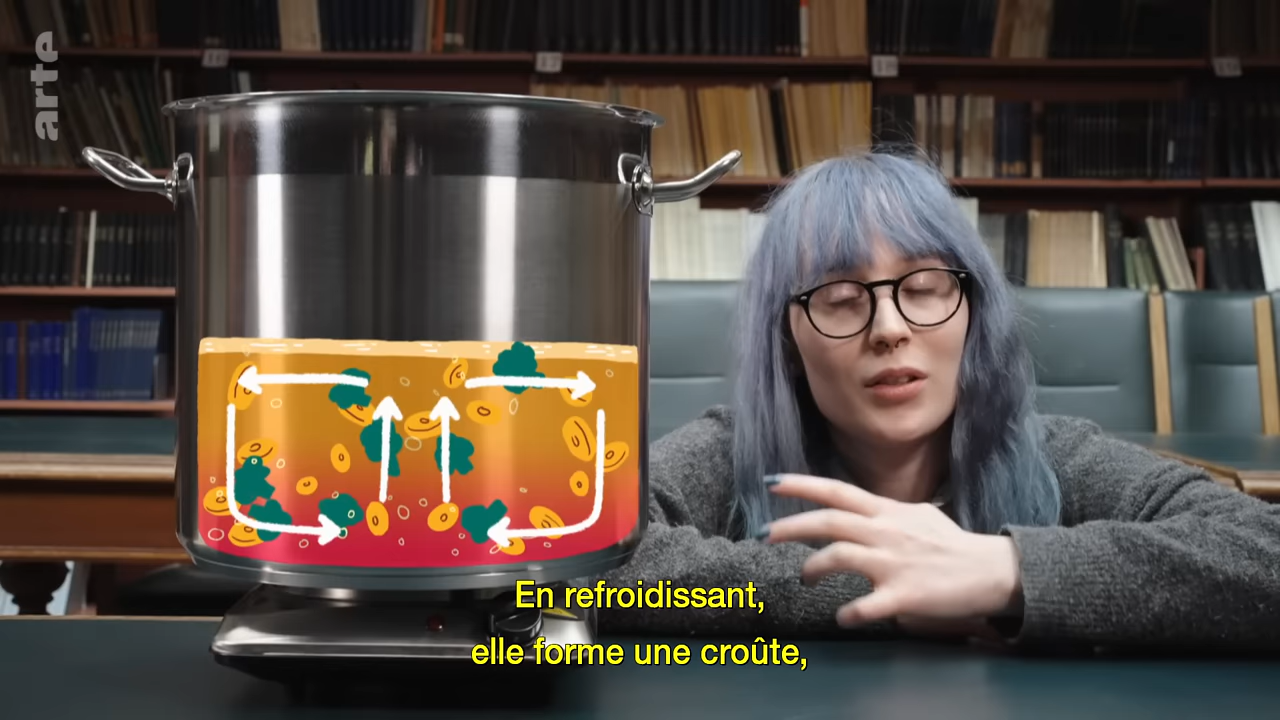 arte
En refroidissant,
elle forme une croûte,